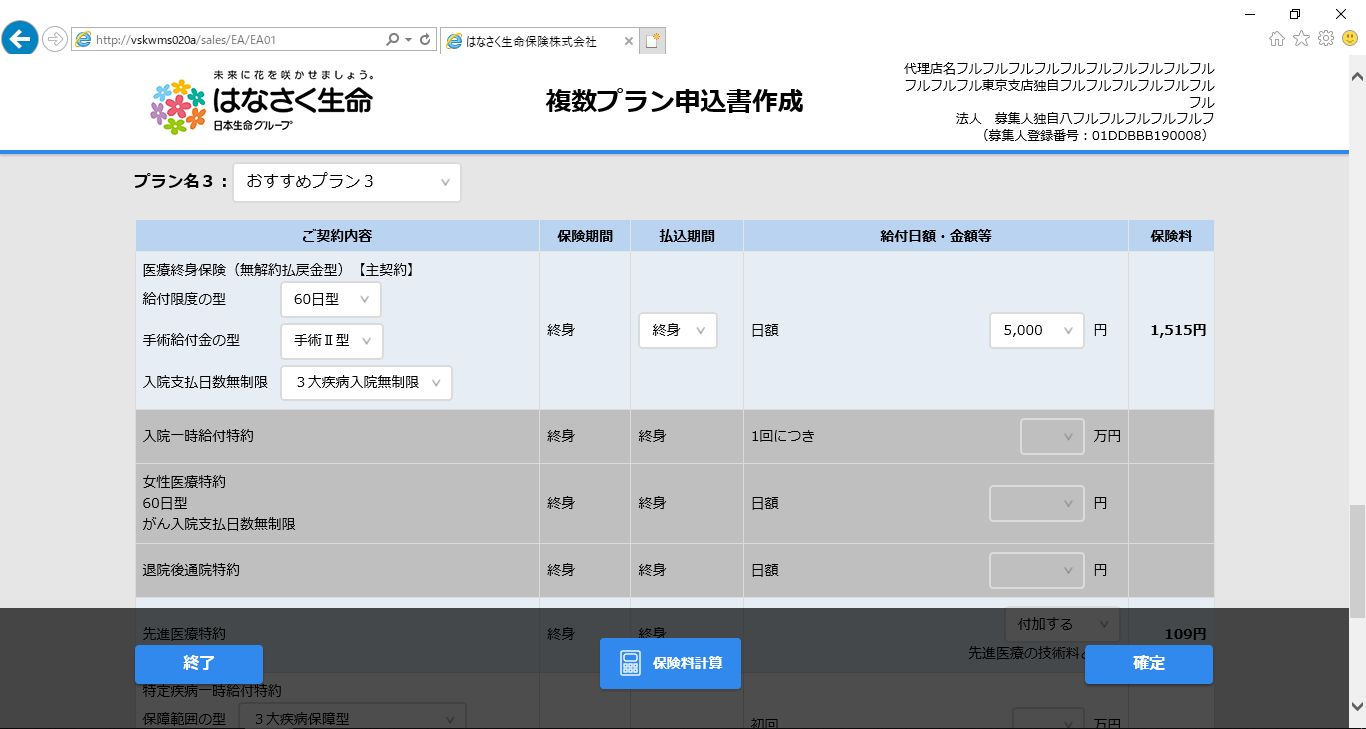 http://vskwms020a/sales/EA/EA01
はなさく生命保険株式会社
未来に花を咲かせましょう。
はなさく生命
日本生命グループ
複数プラン申込書作成
代理店名フルフルフルフルフルフルフルフルフルフル
フルフルフル東京支店独自フルフルフルフルフルフル
フル
法人　募集人独自八フルフルフルフルフルフ
（募集人登録番号：01DDBBB190008）
プラン名３： おすすめプラン３
ご契約内容 保険期間 払込期間 給付日額・金額等 保険料
医療終身保険（無解約払戻金型）【主契約】
給付限度の型 60日型
手術給付金の型 手術Ⅱ型
入院支払日数無制限 ３大疾病入院無制限
終身 終身 日額 5,000 円 1,515円
入院一時給付特約 終身 終身 1回につき 万円
女性医療特約
60日型
がん入院支払日数無制限
終身 終身 日額 円
退院後通院特約 終身 終身 日額 円
先進医療特約 終身 終身 付加する 109円
先進医療の技術料
終了 保険料計算 確定
特定疾病一時給付特約
保障範囲の型 ３大疾病保障型
初回 万円